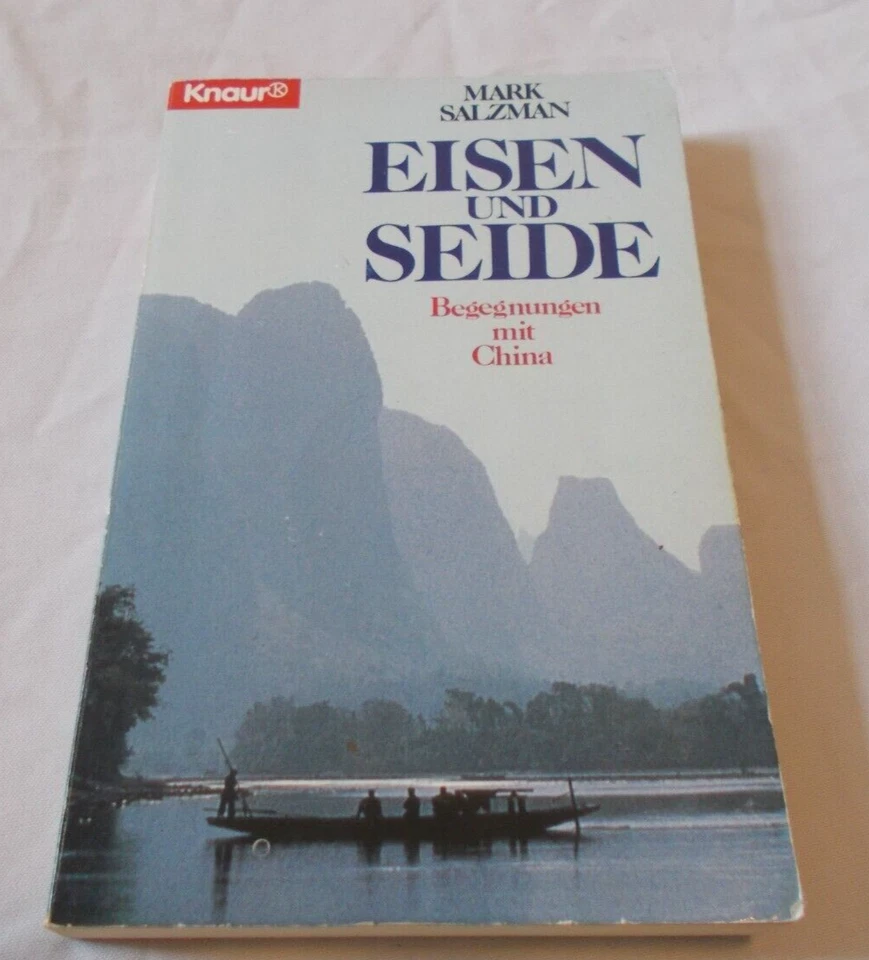 Knaur®
MARK
SALZMAN
EISEN
UND
SEIDE
Begegnungen
mit
China